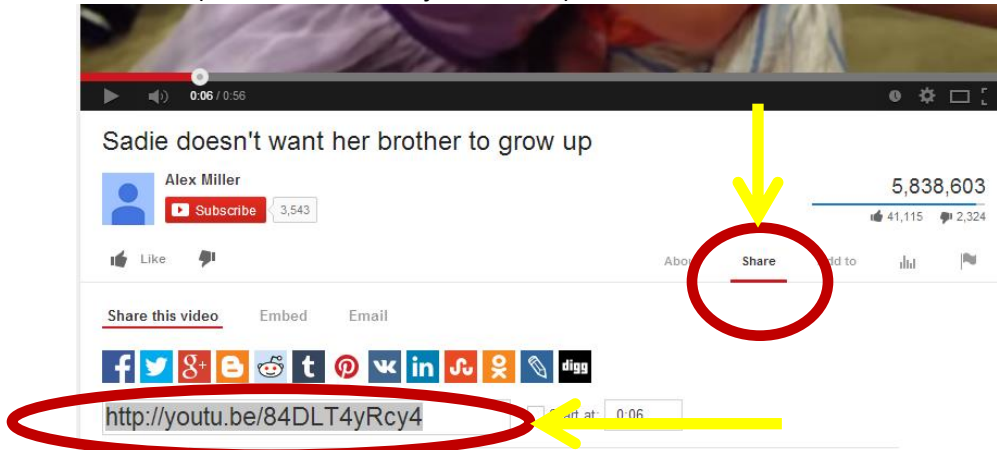 0:06 / 0:56
Sadie doesn't want her brother to grow up
Alex Miller
5,838,603
Subscribe 3,543
41,115 2,324
Like
Share
Share this video Embed Email
digg
http://youtu.be/84DLT4yRcy4
0:06